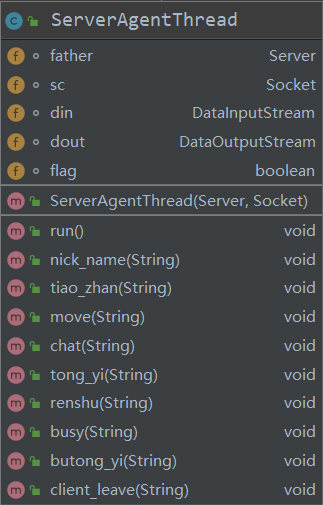 C ServerAgentThread
f father Server
f sc Socket
f din DataInputStream
f dout DataOutputStream
f flag boolean
m ServerAgentThread(Server, Socket)
m run() void
m nick_name(String) void
m tiao_zhan(String) void
m move(String) void
m chat(String) void
m tong_yi(String) void
m renshu(String) void
m busy(String) void
m butong_yi(String) void
m client_leave(String) void